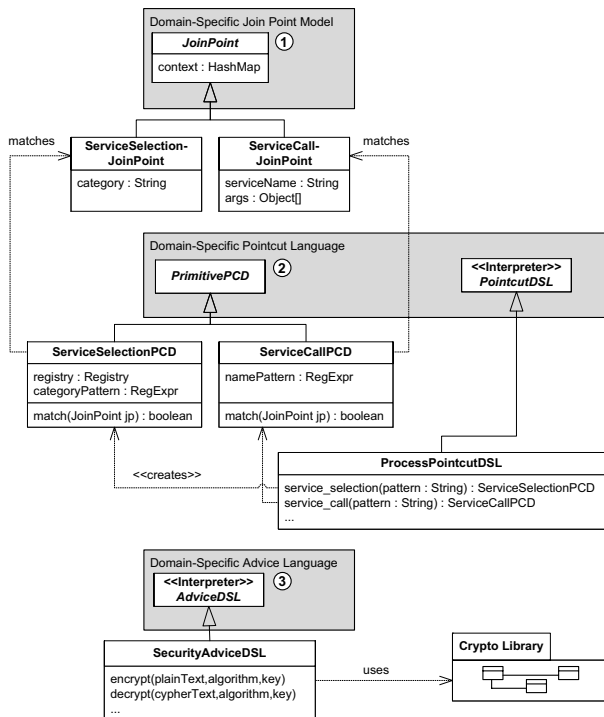 Domain-Specific Join Point Model
JoinPoint
1
context : HashMap
matches
ServiceSelection-
JoinPoint
category : String
ServiceCall-
JoinPoint
serviceName : String
args : Object[]
matches
Domain-Specific Pointcut Language
PrimitivePCD
2
<<Interpreter>>
PointcutDSL
ServiceSelectionPCD
registry : Registry
categoryPattern : RegExpr
match(JoinPoint jp) : boolean
ServiceCallPCD
namePattern : RegExpr
match(JoinPoint jp) : boolean
<<creates>>
ProcessPointcutDSL
service_selection(pattern : String) : ServiceSelectionPCD
service_call(pattern : String) : ServiceCallPCD
...
Domain-Specific Advice Language
<<Interpreter>>
AdviceDSL
3
SecurityAdviceDSL
encrypt(plainText,algorithm,key)
decrypt(cypherText,algorithm,key)
...
uses
Crypto Library